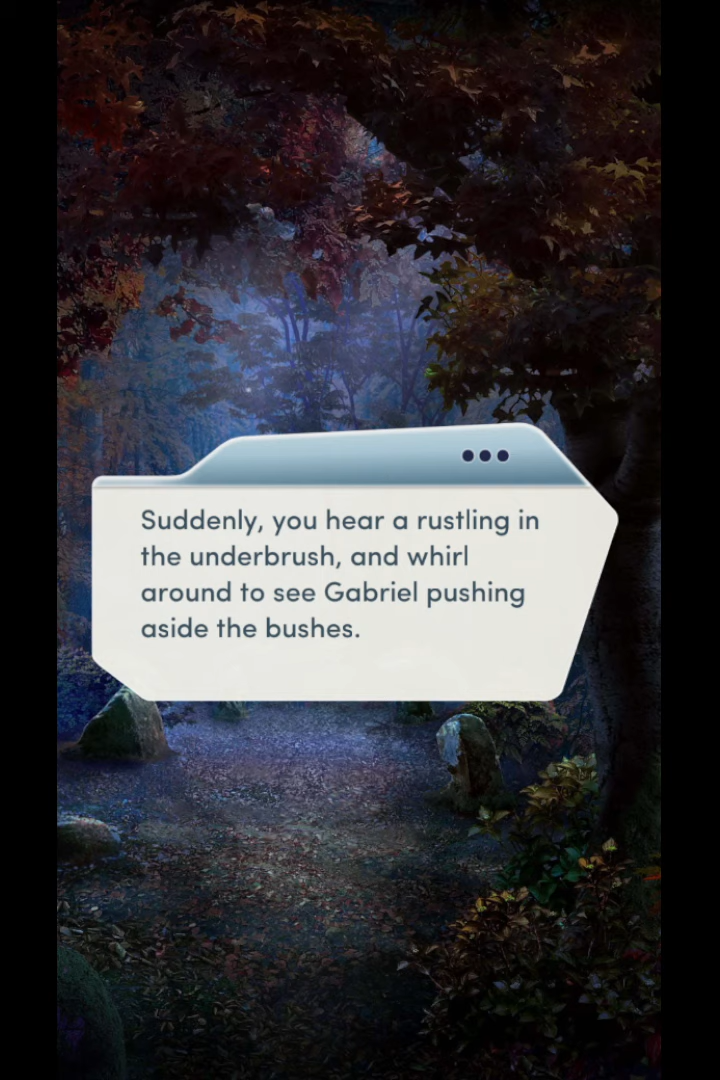 Suddenly, you hear a rustling in
the underbrush, and whirl
around to see Gabriel pushing
aside the bushes.